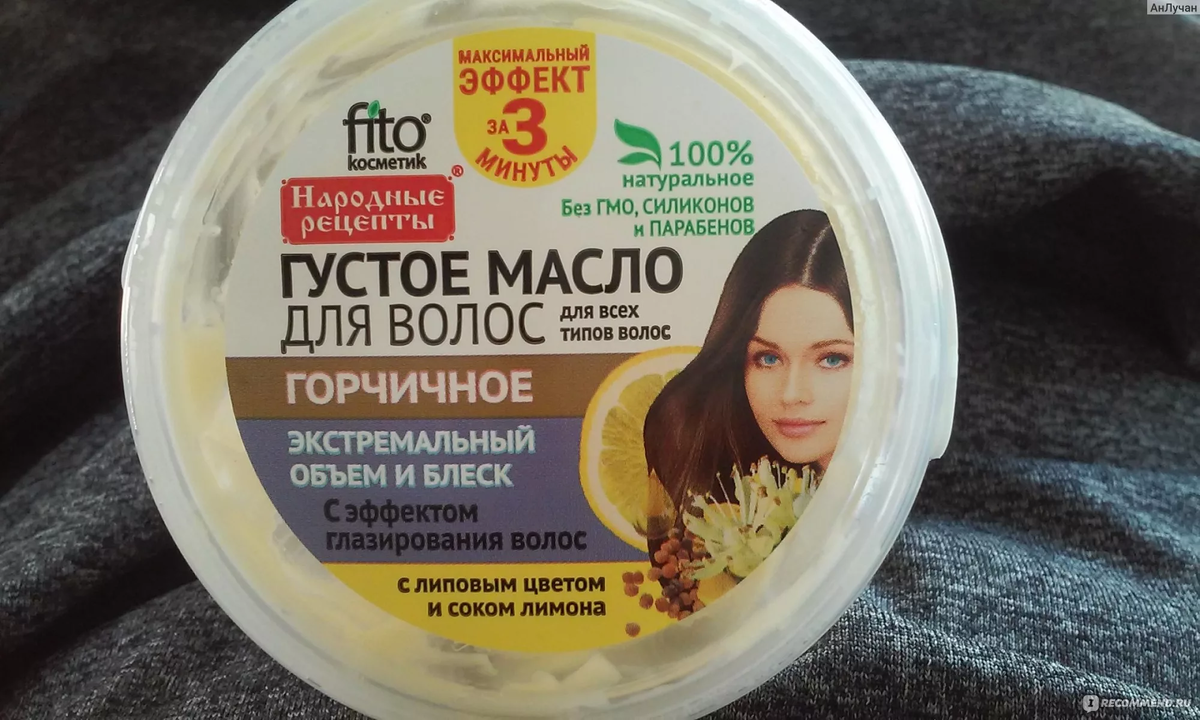 АнЛучан
МАКСИМАЛЬНЫЙ
ЭФФЕКТ
ЗА 3
МИНУТЫ
fito®
косметик
Народные
рецепты®
100%
натуральное
Без ГМО, СИЛИКОНОВ
и ПАРАБЕНОВ
ГУСТОЕ МАСЛО
ДЛЯ ВОЛОС
для всех
типов волос
ГОРЧИЧНОЕ
ЭКСТРЕМАЛЬНЫЙ
ОБЪЕМ И БЛЕСК
С эффектом
глазирования волос
с липовым цветом
и соком лимона
IRECOMMEND.RU